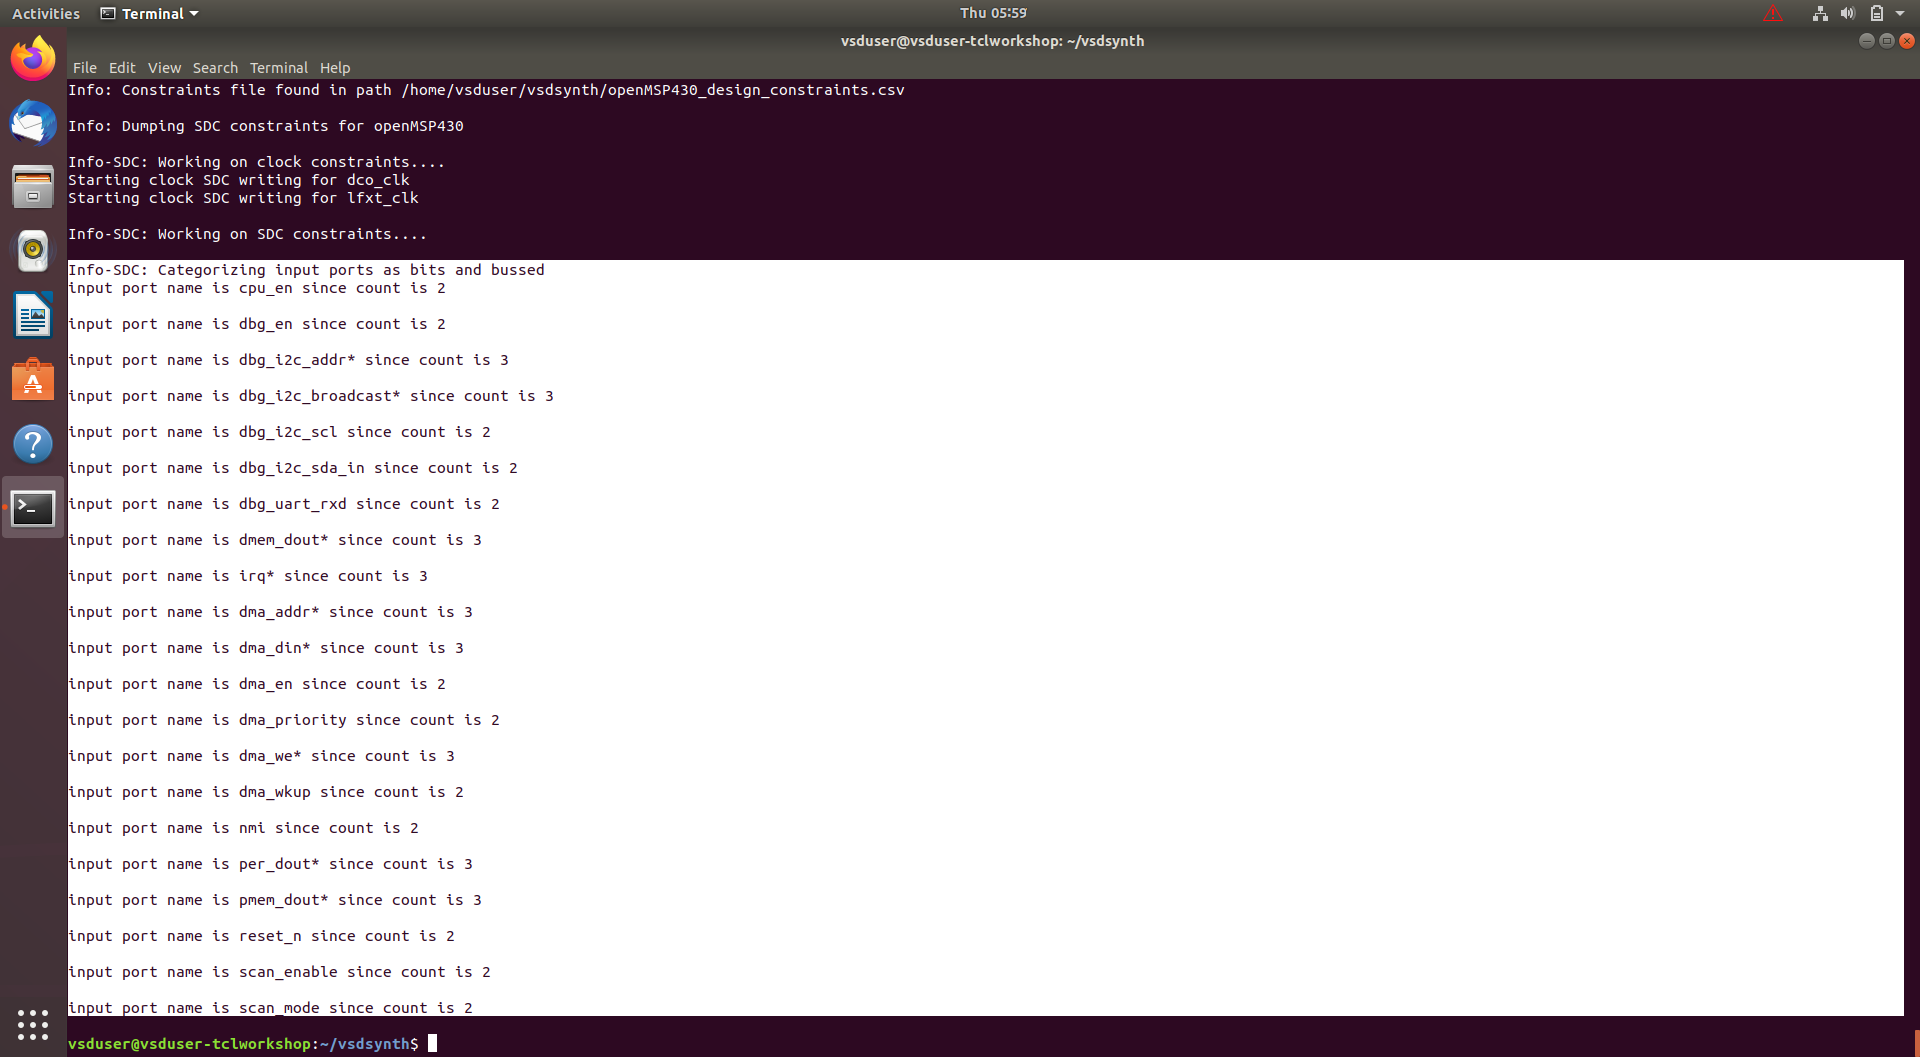 Activities Terminal Thu 05:59
vsduser@vsduser-tclworkshop: ~/vsdsynth
File Edit View Search Terminal Help
Info: Constraints file found in path /home/vsduser/vsdsynth/openMSP430_design_constraints.csv
Info: Dumping SDC constraints for openMSP430
Info-SDC: Working on clock constraints....
Starting clock SDC writing for dco_clk
Starting clock SDC writing for lfxt_clk
Info-SDC: Working on SDC constraints....
Info-SDC: Categorizing input ports as bits and bussed
input port name is cpu_en since count is 2
input port name is dbg_en since count is 2
input port name is dbg_i2c_addr* since count is 3
input port name is dbg_i2c_broadcast* since count is 3
input port name is dbg_i2c_scl since count is 2
input port name is dbg_i2c_sda_in since count is 2
input port name is dbg_uart_rxd since count is 2
input port name is dmem_dout* since count is 3
input port name is irq* since count is 3
input port name is dma_addr* since count is 3
input port name is dma_din* since count is 3
input port name is dma_en since count is 2
input port name is dma_priority since count is 2
input port name is dma_we* since count is 3
input port name is dma_wkup since count is 2
input port name is nmi since count is 2
input port name is per_dout* since count is 3
input port name is pmem_dout* since count is 3
input port name is reset_n since count is 2
input port name is scan_enable since count is 2
input port name is scan_mode since count is 2
vsduser@vsduser-tclworkshop:~/vsdsynth$